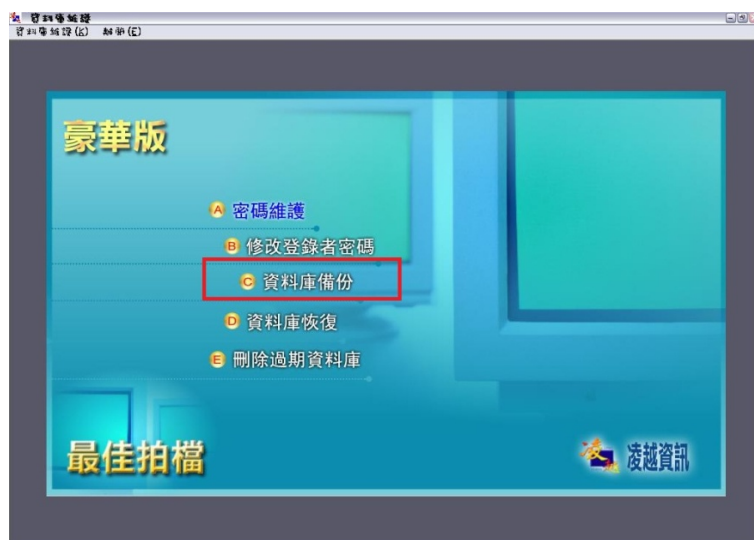 資料庫維護
資料庫維護(K) 離開(E)
豪華版
A 密碼維護
B 修改登錄者密碼
C 資料庫備份
D 資料庫恢復
E 刪除過期資料庫
最佳拍檔
凌越資訊